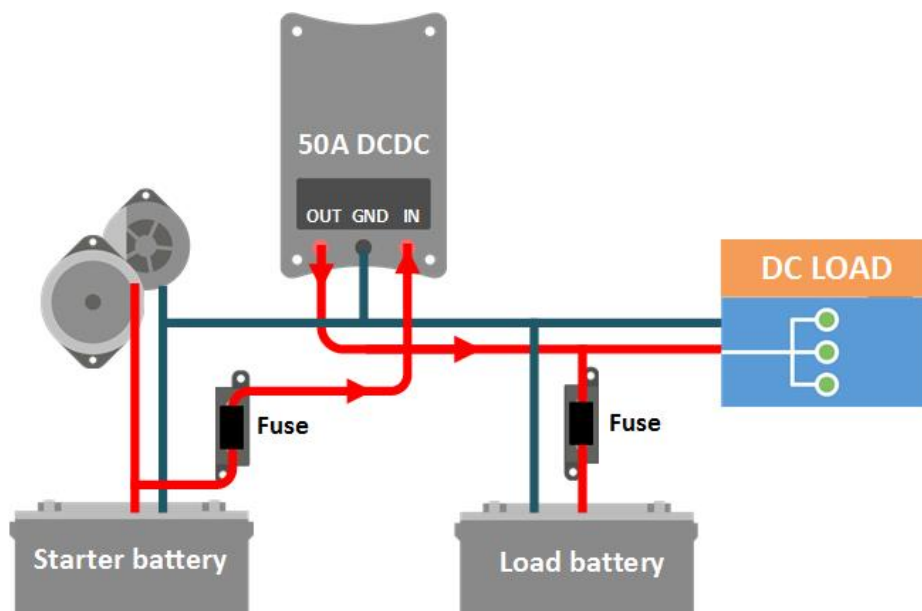 50A DCDC
OUT GND IN
DC LOAD
Fuse
Fuse
Starter battery
Load battery